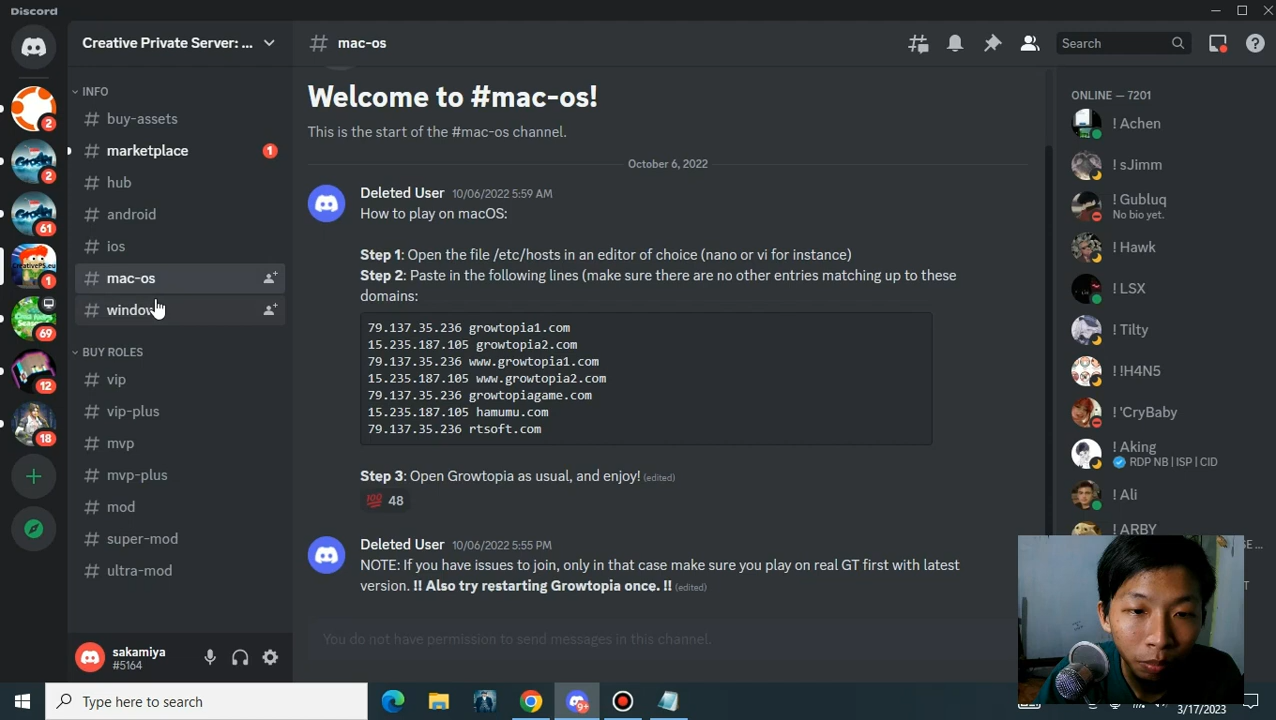 Discord
Creative Private Server: ...
INFO
buy-assets
marketplace
1
hub
android
ios
mac-os
BUY ROLES
vip
vip-plus
mvp
mvp-plus
mod
super-mod
ultra-mod
2
2
61
CreativePS.eu
1
69
12
18
sakamiya
#5164
mac-os
Search
Welcome to #mac-os!
This is the start of the #mac-os channel.
October 6, 2022
Deleted User 10/06/2022 5:59 AM
How to play on macOS:
Step 1: Open the file /etc/hosts in an editor of choice (nano or vi for instance)
Step 2: Paste in the following lines (make sure there are no other entries matching up to these
domains:
79.137.35.236 growtopia1.com
15.235.187.105 growtopia2.com
79.137.35.236 www.growtopia1.com
15.235.187.105 www.growtopia2.com
79.137.35.236 growtopiagame.com
15.235.187.105 hamumu.com
79.137.35.236 rtsoft.com
Step 3: Open Growtopia as usual, and enjoy! (edited)
💯 48
Deleted User 10/06/2022 5:55 PM
NOTE: If you have issues to join, only in that case make sure you play on real GT first with latest
version. !! Also try restarting Growtopia once. !! (edited)
You do not have permission to send messages in this channel.
ONLINE — 7201
! Achen
! sJimm
! Gubluq
No bio yet.
! Hawk
! LSX
! Tilty
! !H4N5
! 'CryBaby
! Aking
RDP NB | ISP | CID
! Ali
! ARBY
Type here to search
9+
3/17/2023